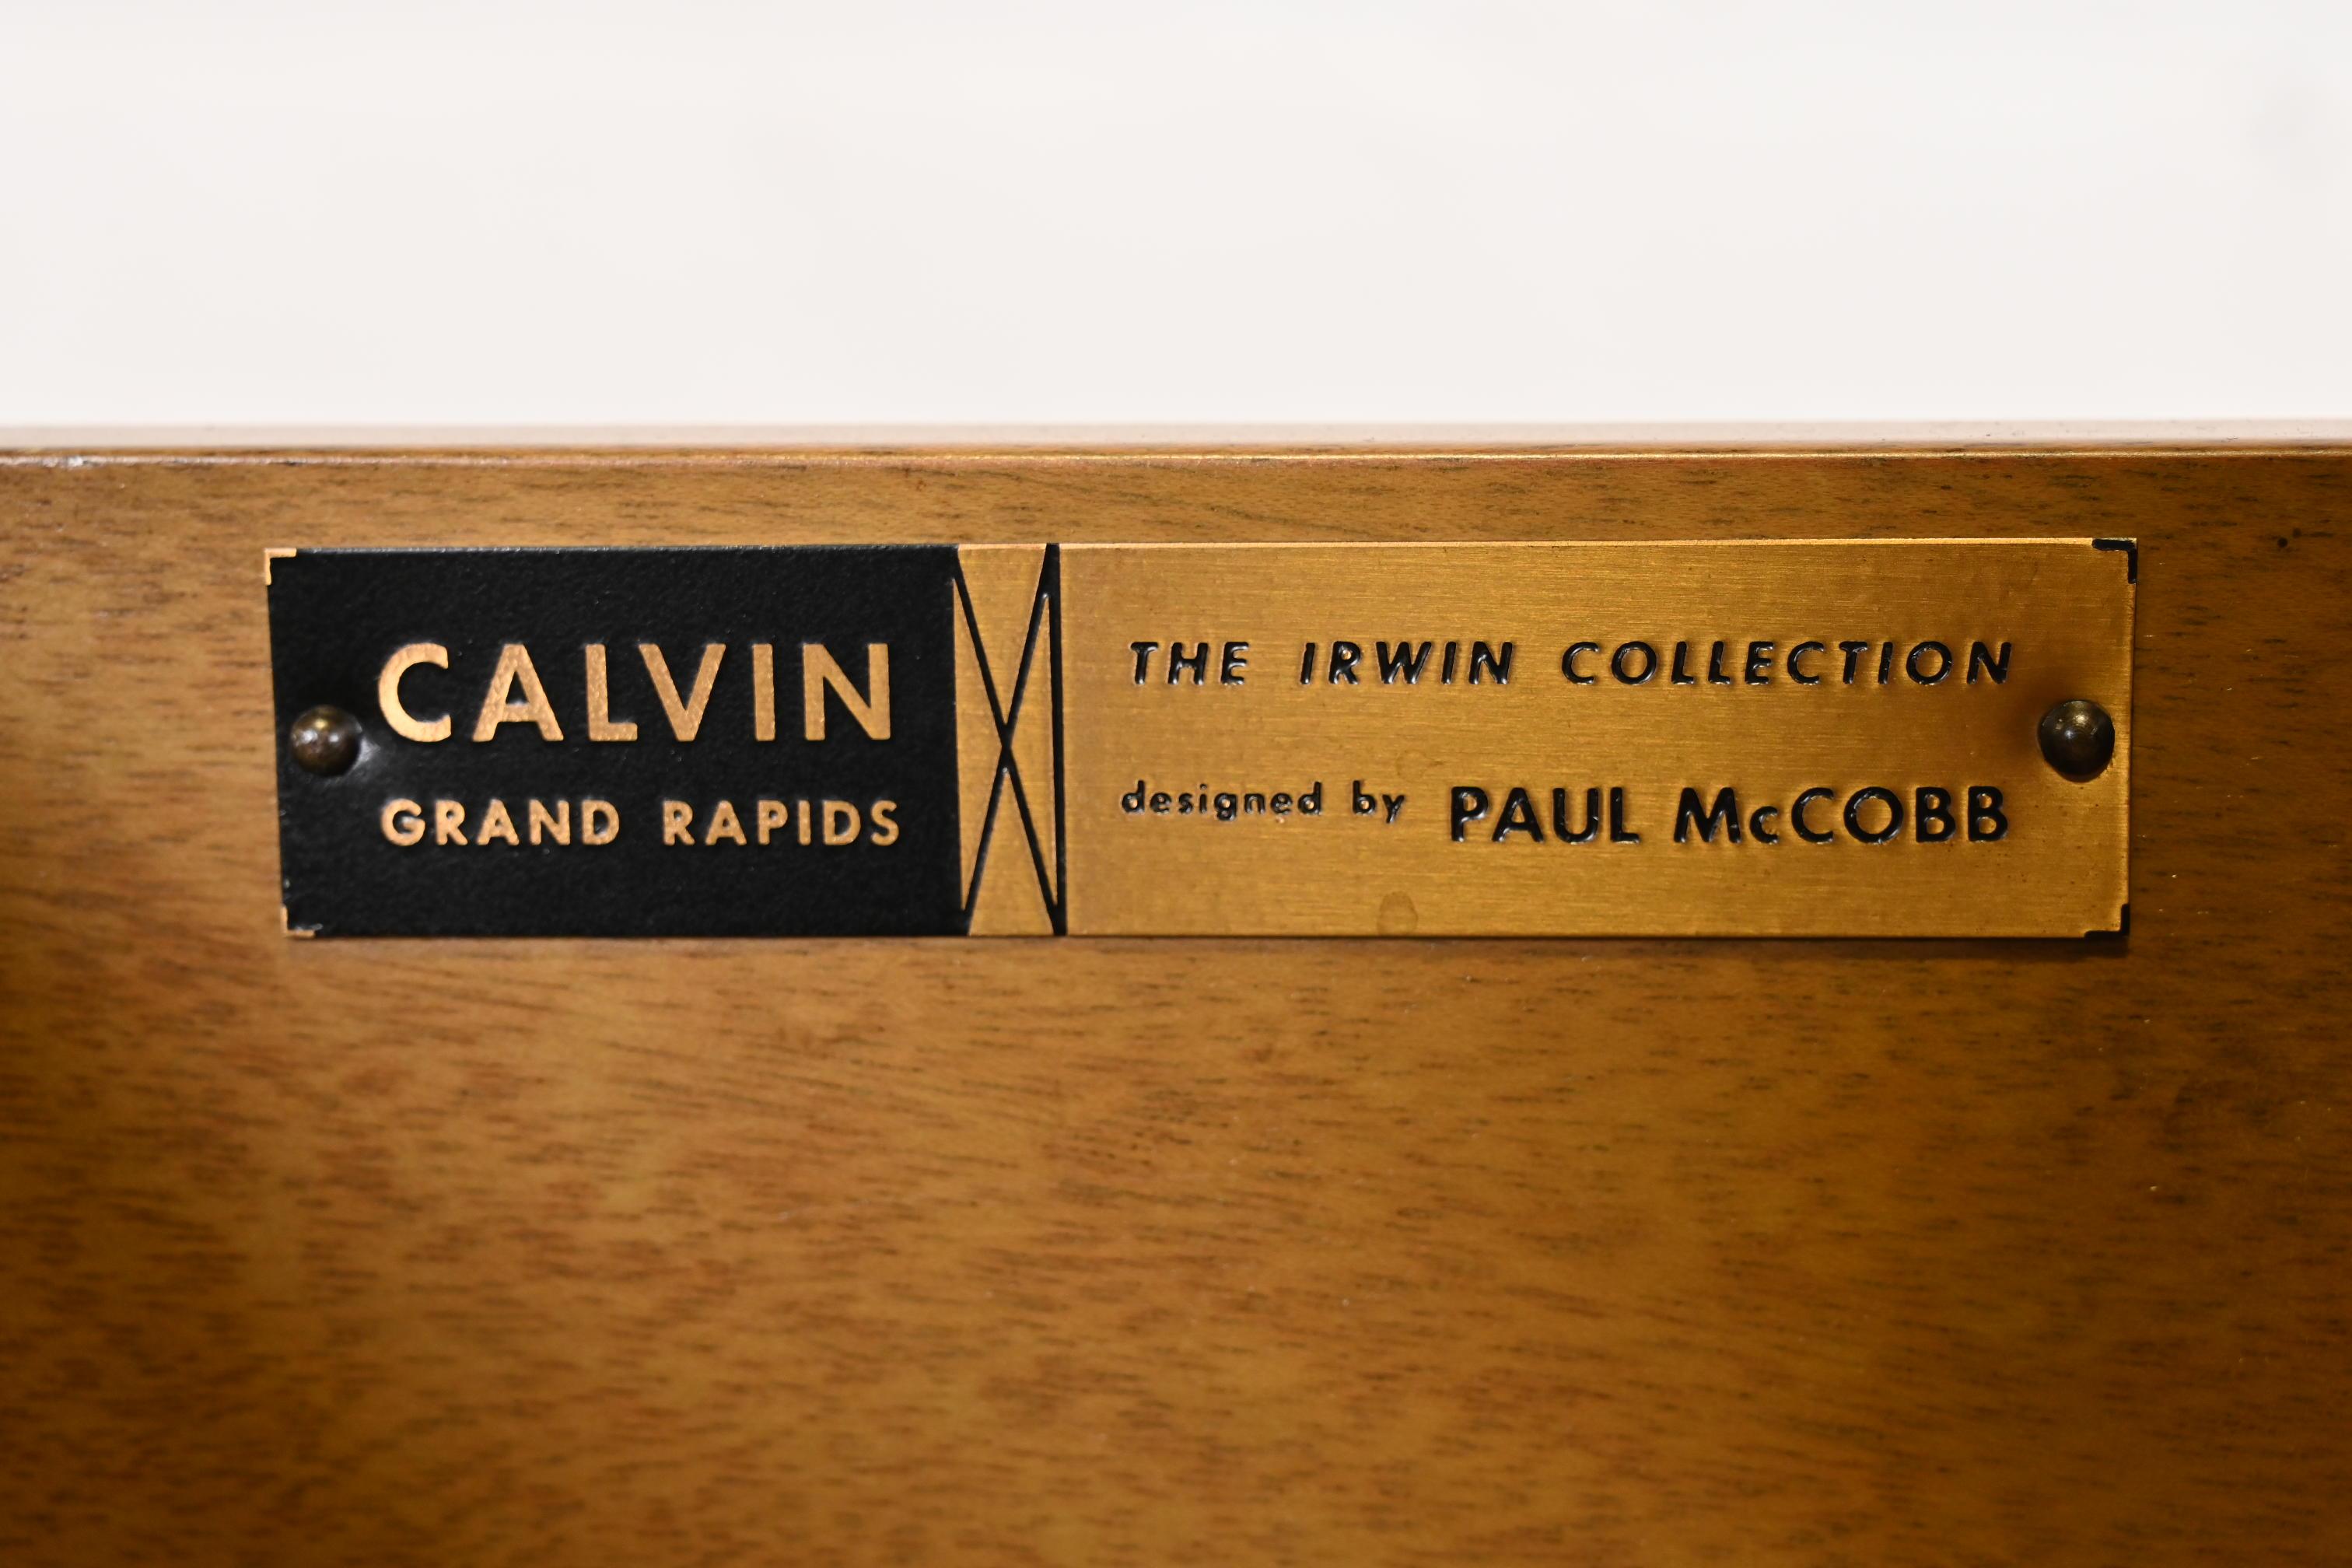 CALVIN
GRAND RAPIDS
THE IRWIN COLLECTION
designed by PAUL McCOBB